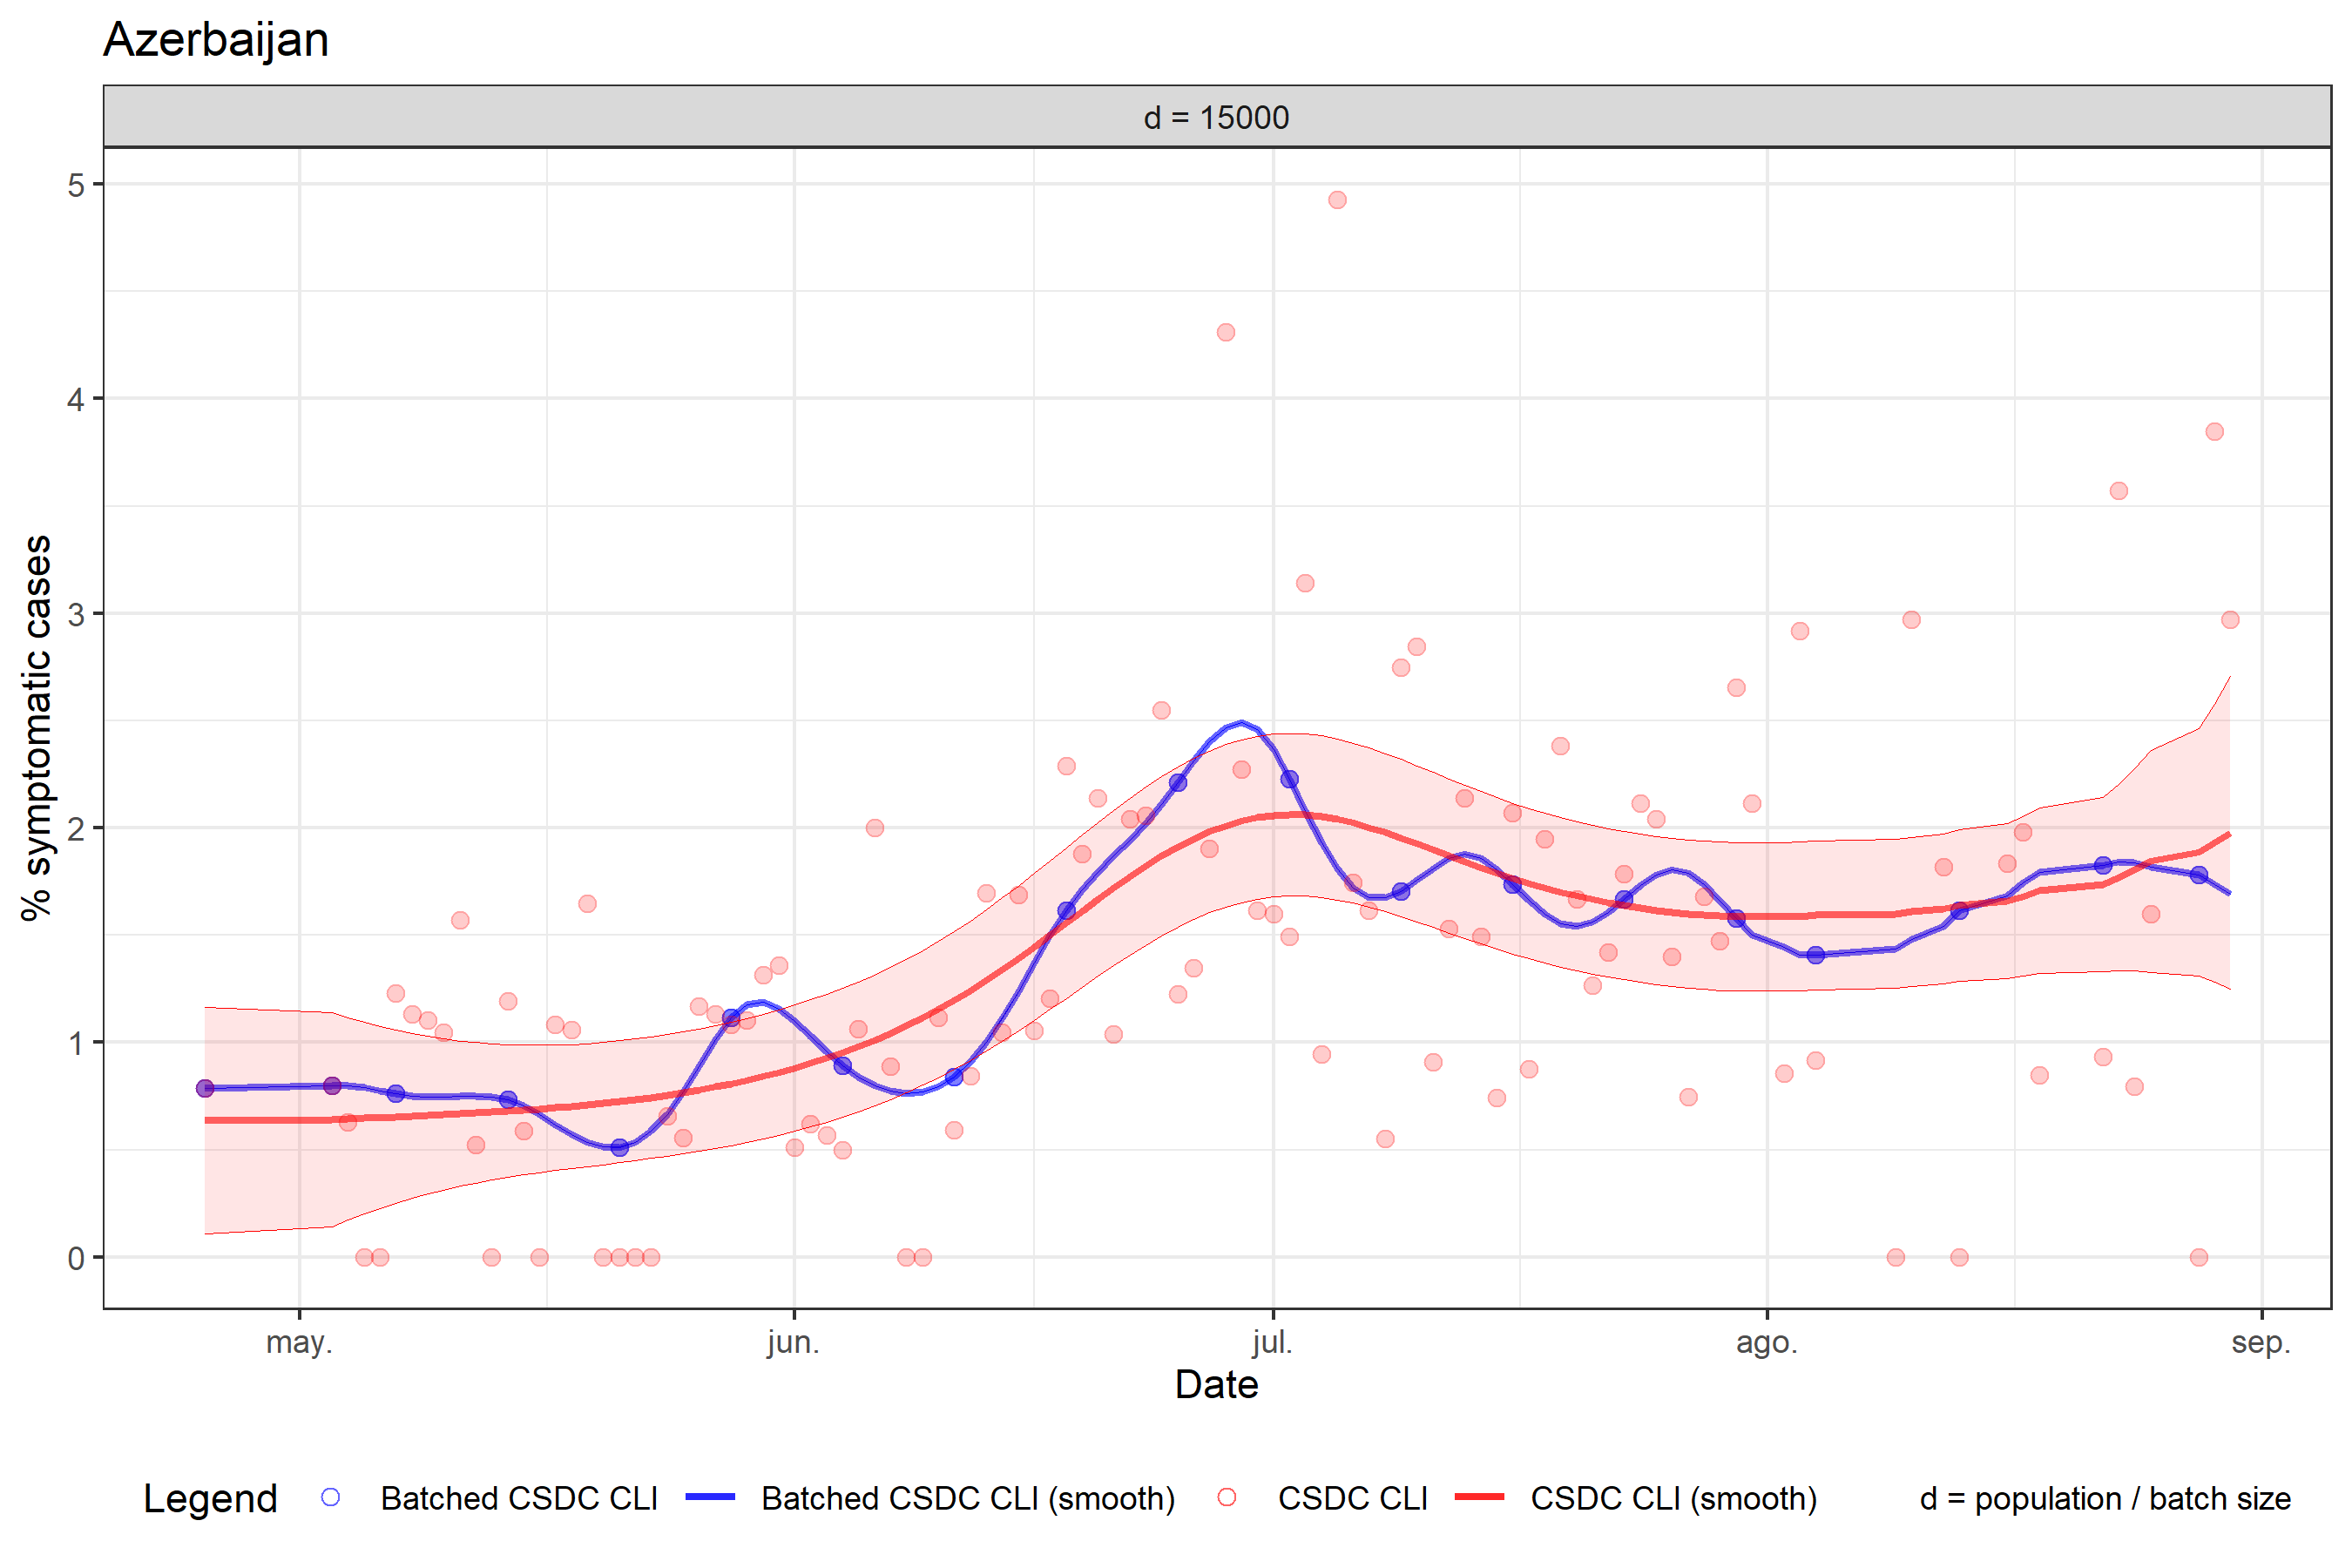 Azerbaijan
d = 15000
% symptomatic cases
5
4
3
2
1
0
may. jun. jul. ago. sep.
Date
Legend Batched CSDC CLI Batched CSDC CLI (smooth) CSDC CLI CSDC CLI (smooth) d = population / batch size